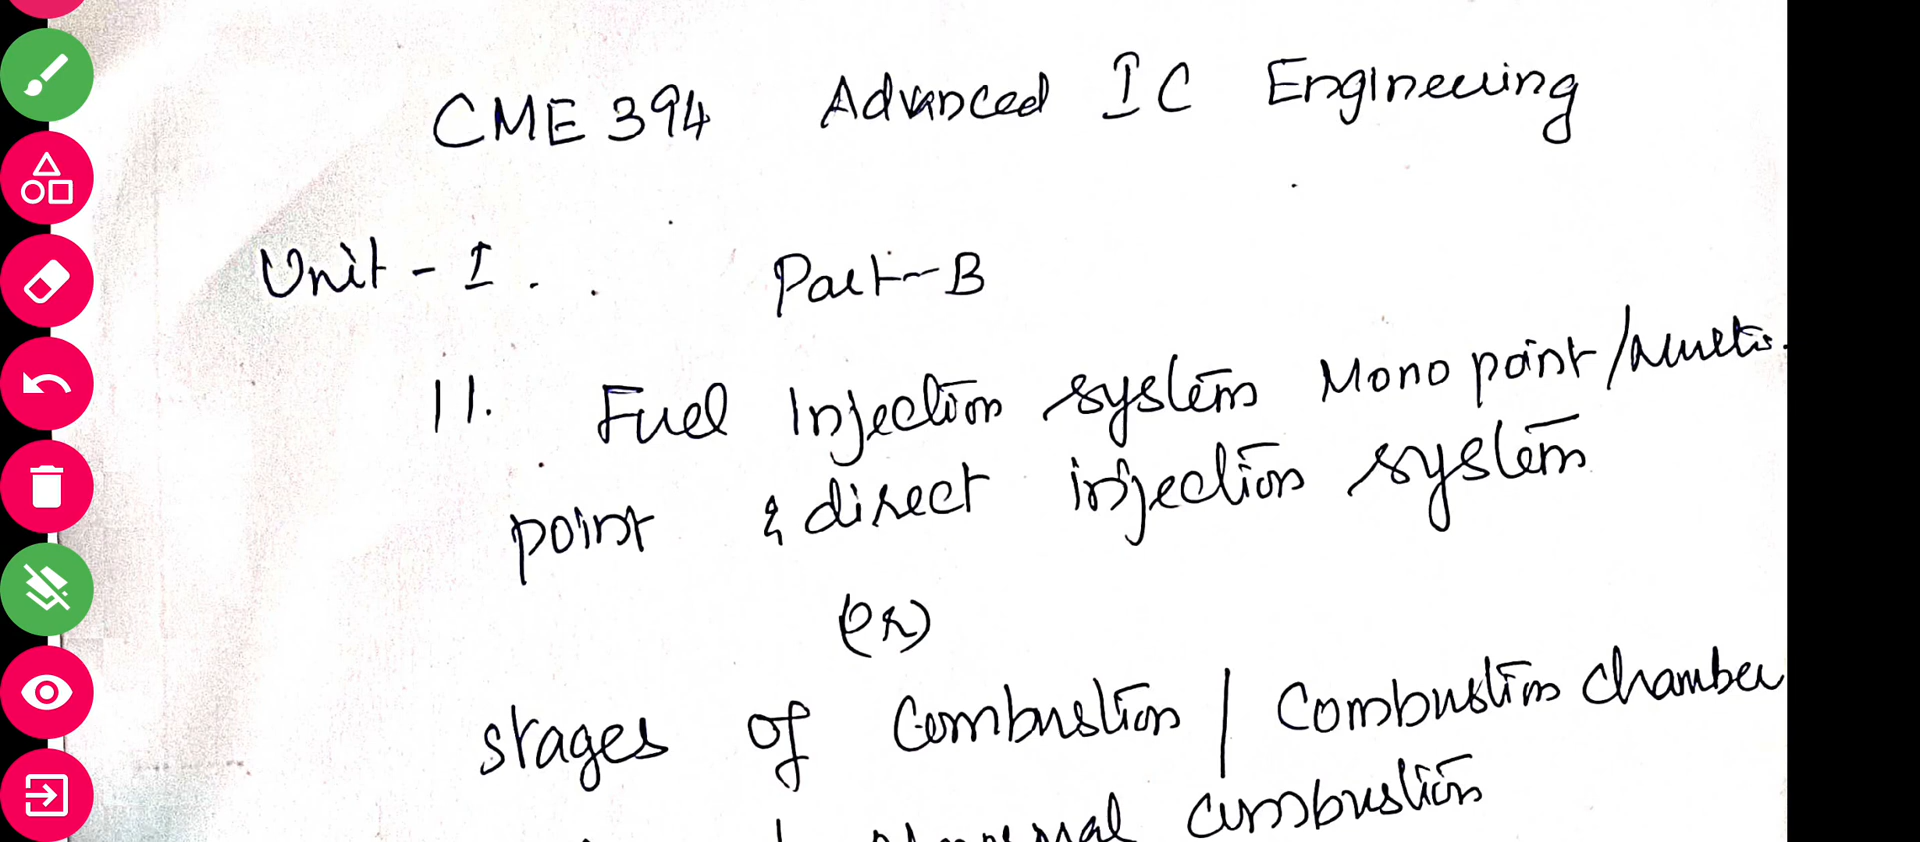 CME 394 Advanced IC Engineering
Unit - I . . Part-B
11. Fuel Injection system Mono point / Multi
point & direct injection system
(or)
stages of Combustion / Combustion chamber
combustion